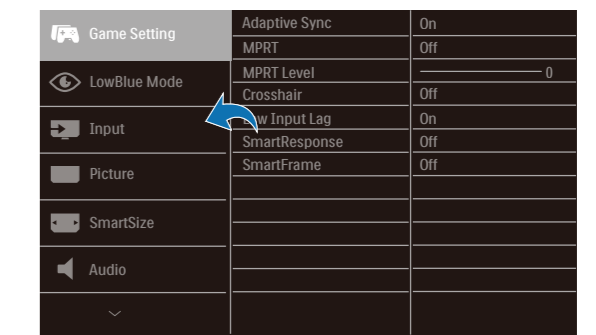 Game Setting
LowBlue Mode
Input
Picture
SmartSize
Audio
Adaptive Sync On
MPRT Off
MPRT Level 0
Crosshair Off
w Input Lag On
SmartResponse Off
SmartFrame Off